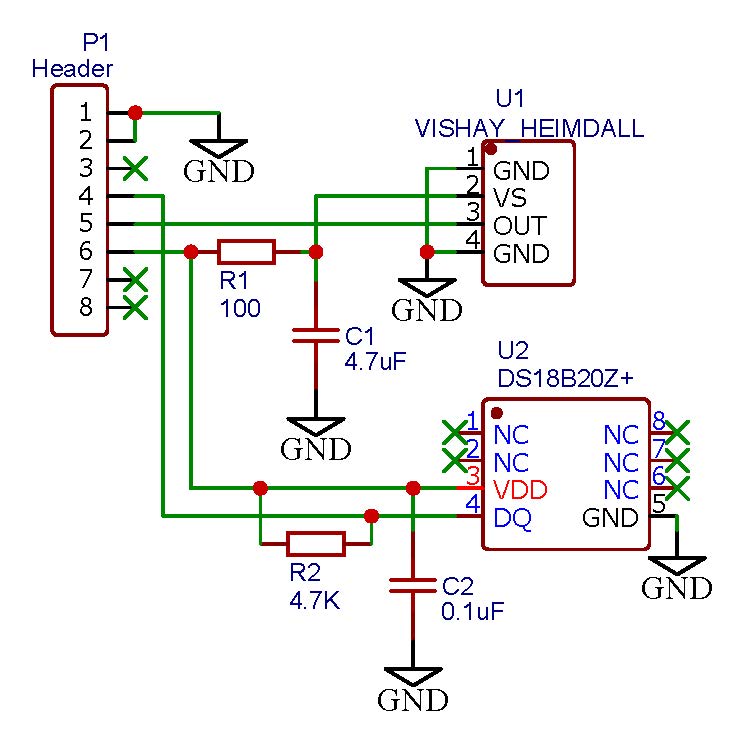 P1
Header
1
2
3
4
5
6
7
8
GND
R1
100
C1
4.7uF
GND
U1
VISHAY_HEIMDALL
1 GND
2 VS
3 OUT
4 GND
GND
U2
DS18B20Z+
1 NC NC 8
2 NC NC 7
3 VDD NC 6
4 DQ GND 5
GND
R2
4.7K
C2
0.1uF
GND